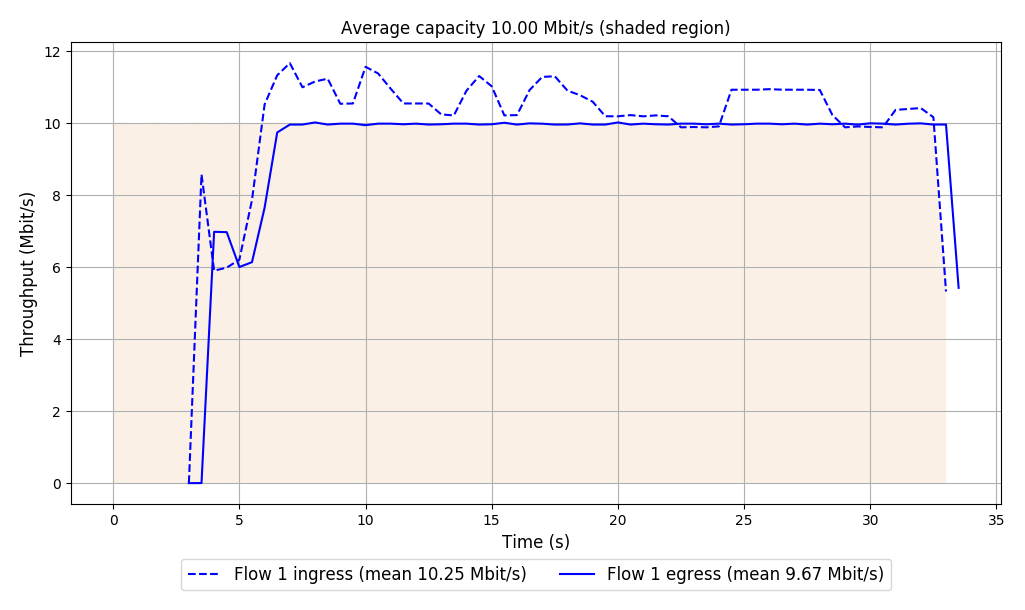 Average capacity 10.00 Mbit/s (shaded region)
Throughput (Mbit/s)
12
10
8
6
4
2
0
0 5 10 15 20 25 30 35
Time (s)
Flow 1 ingress (mean 10.25 Mbit/s) Flow 1 egress (mean 9.67 Mbit/s)